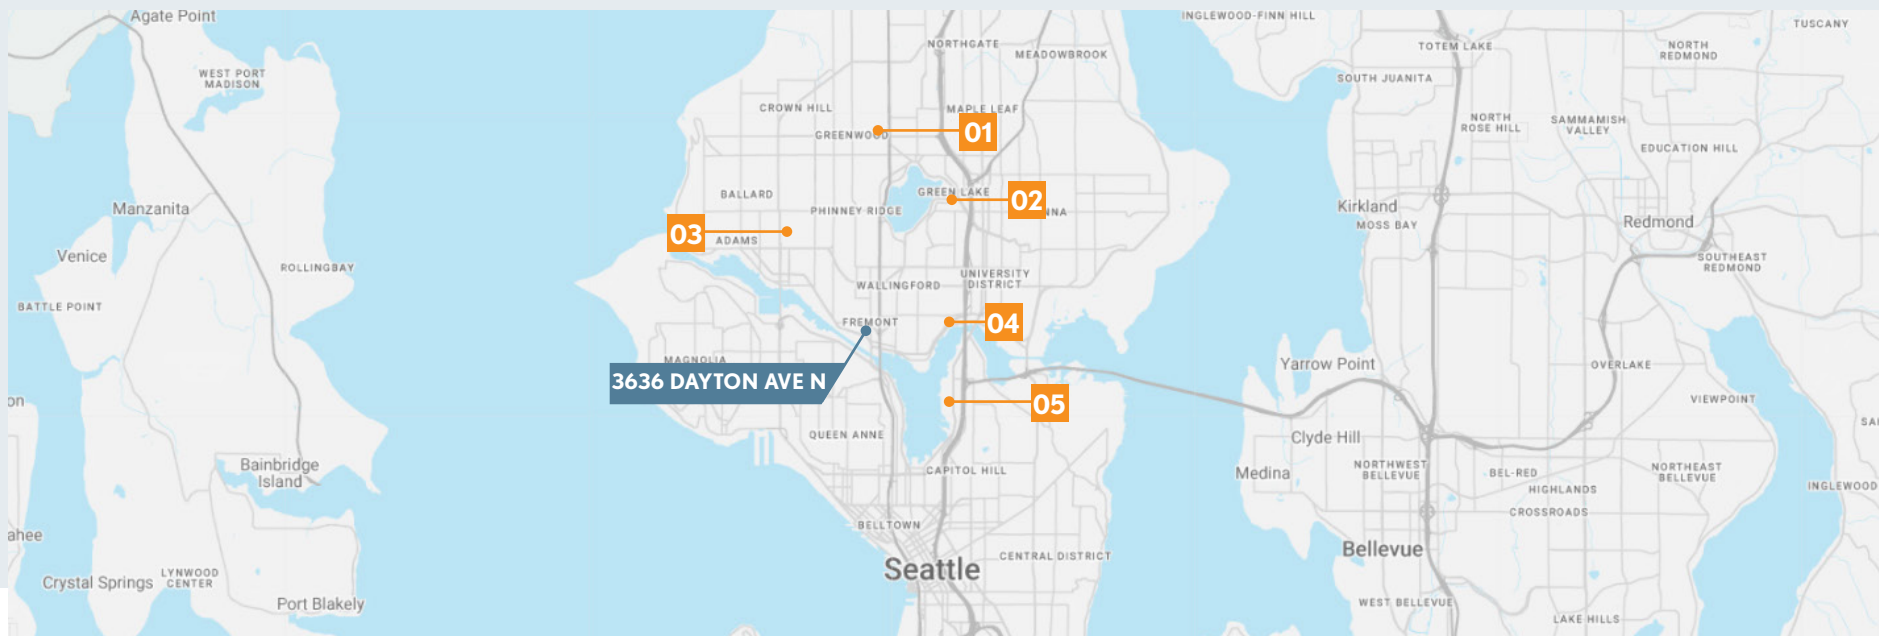 Agate Point
INGLEWOOD-FINN HILL
TUSCANY
NORTHGATE
MEADOWBROOK
TOTEM LAKE
NORTH
REDMOND
WEST PORT
MADISON
SOUTH JUANITA
CROWN HILL
MAPLE LEAF
GREENWOOD
01
NORTH
ROSE HILL
SAMMAMISH
VALLEY
EDUCATION HILL
BALLARD
GREEN LAKE
02
Manzanita
PHINNEY RIDGE
Kirkland
MOSS BAY
Redmond
03
ADAMS
Venice
ROLLINGBAY
SOUTHEAST
REDMOND
UNIVERSITY
DISTRICT
WALLINGFORD
BATTLE POINT
FREMONT
04
MAGNOLIA
3636 DAYTON AVE N
Yarrow Point
OVERLAKE
05
VIEWPOINT
QUEEN ANNE
Clyde Hill
Bainbridge
Island
CAPITOL HILL
Medina
NORTHWEST
BELLEVUE
BEL-RED
HIGHLANDS
NORTHEAST
BELLEVUE
INGLEWOOD
CROSSROADS
BELLTOWN
CENTRAL DISTRICT
Bellevue
Seattle
Crystal Springs
LYNWOOD
CENTER
Port Blakely
WEST BELLEVUE
LAKE HILLS